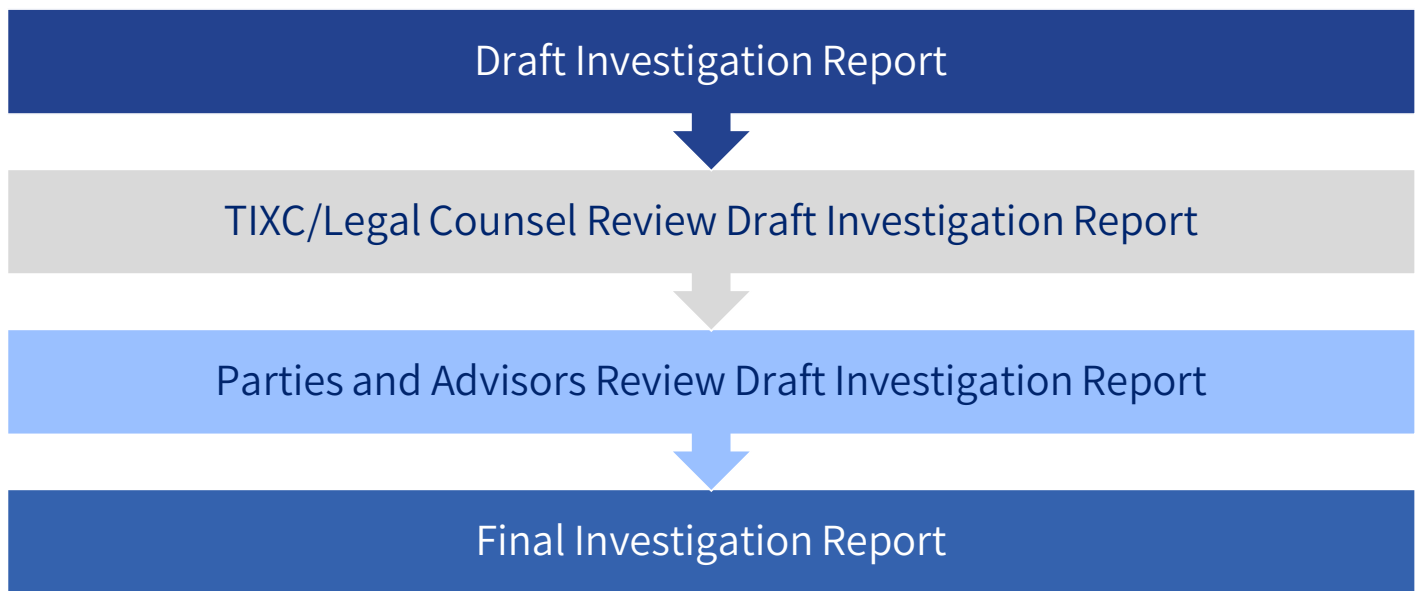 Draft Investigation Report
TIXC/Legal Counsel Review Draft Investigation Report
Parties and Advisors Review Draft Investigation Report
Final Investigation Report